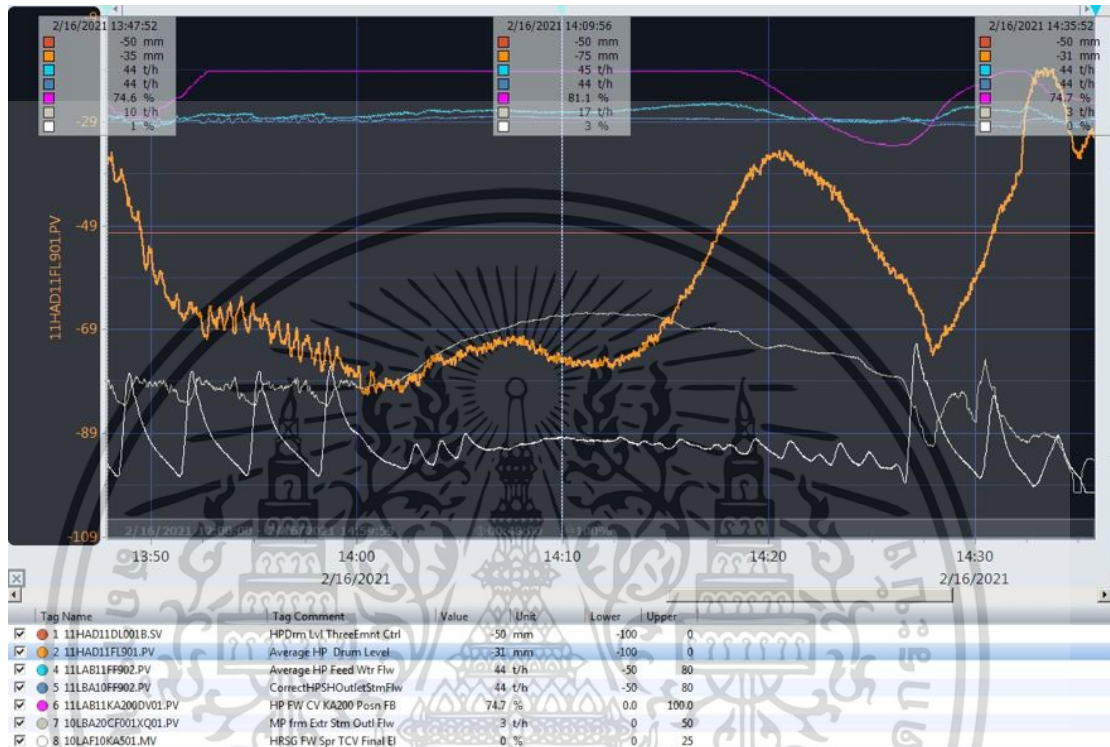 -9
2/16/2021 13:47:52
-50 mm
-35 mm
44 t/h
44 t/h
74.6 %
10 t/h
1 %
2/16/2021 14:09:56
-50 mm
-75 mm
45 t/h
44 t/h
81.1 %
17 t/h
3 %
2/16/2021 14:35:52
-50 mm
-31 mm
44 t/h
44 t/h
74.7 %
3 t/h
0 %
-29
-49
-69
-89
-109
11HAD11FL901.PV
13:50
14:00
14:10
14:20
14:30
2/16/2021
2/16/2021
Tag Name Tag Comment Value Unit Lower Upper
1 11HAD11DL001B.SV HPDrm Lvl ThreeEmnt Ctrl -50 mm -100 0
2 11HAD11FL901.PV Average HP Drum Level -31 mm -100 0
4 11LAB11FF902.PV Average HP Feed Wtr Flw 44 t/h -50 80
5 11LBA10FF902.PV CorrectHPSHOutletStmFlw 44 t/h -50 80
6 11LAB11KA200DV01.PV HP FW CV KA200 Posn FB 74.7 % 0.0 100.0
7 10LBA20CF001XQ01.PV MP frm Extr Stm Outl Flw 3 t/h 0 50
8 10LAF10KA501.MV HRSG FW Spr TCV Final El 0 % 0 25